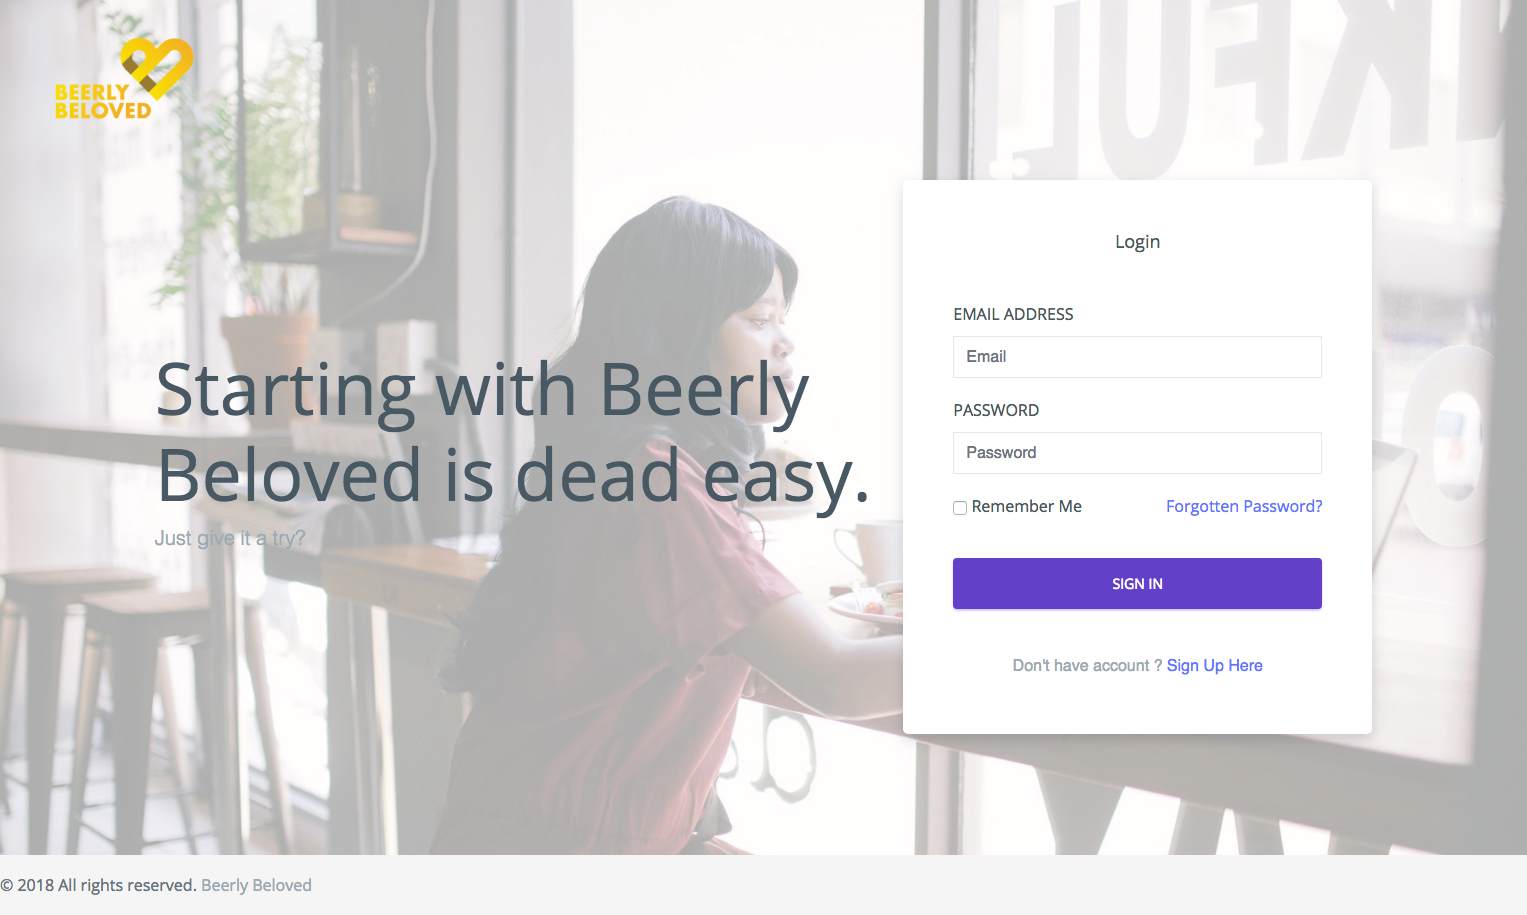 BEERLY
BELOVED
KFUL
Login
EMAIL ADDRESS
Email
Starting with Beerly
Beloved is dead easy.
Just give it a try?
PASSWORD
Password
Remember Me
Forgotten Password?
SIGN IN
Don't have account ? Sign Up Here
© 2018 All rights reserved. Beerly Beloved